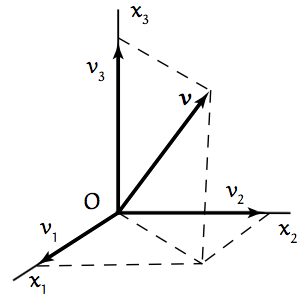 x₃
v₃
v
O
v₁
v₂
x₁
x₂